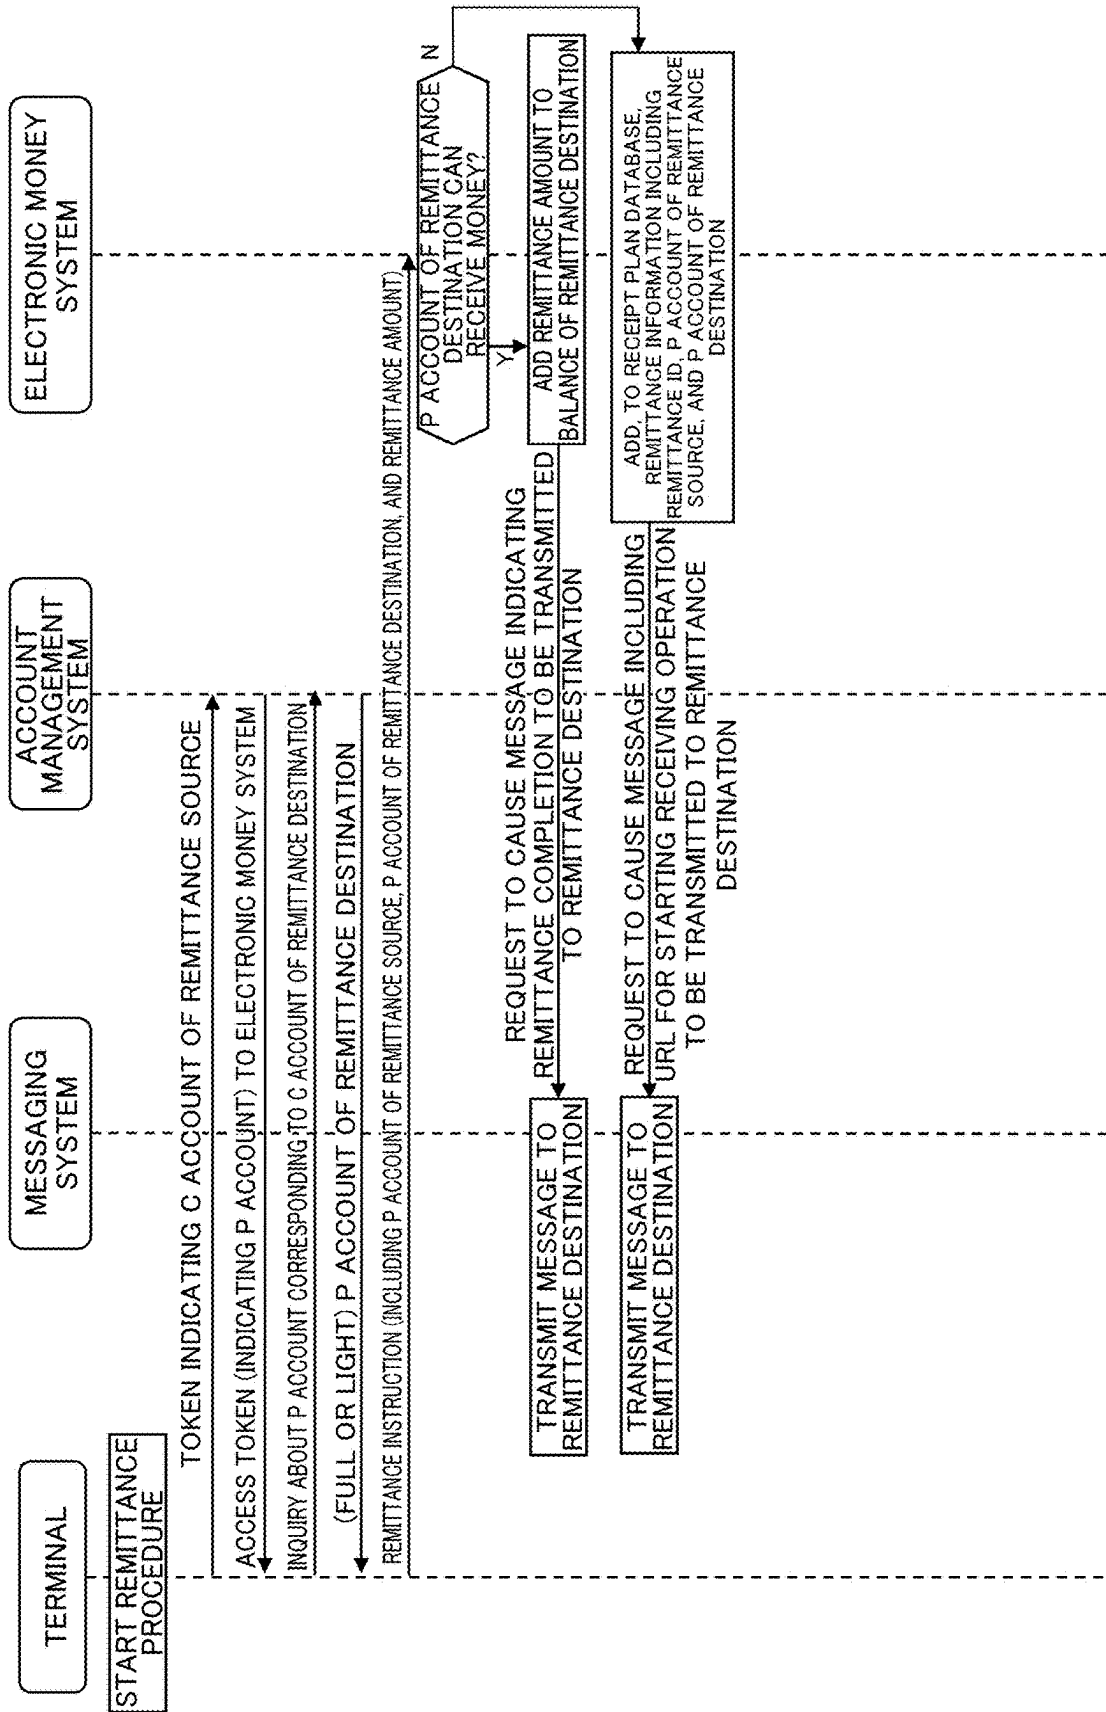 TERMINAL
MESSAGING
SYSTEM
ACCOUNT
MANAGEMENT
SYSTEM
ELECTRONIC MONEY
SYSTEM
START REMITTANCE
PROCEDURE
TOKEN INDICATING C ACCOUNT OF REMITTANCE SOURCE
ACCESS TOKEN (INDICATING P ACCOUNT) TO ELECTRONIC MONEY SYSTEM
INQUIRY ABOUT P ACCOUNT CORRESPONDING TO C ACCOUNT OF REMITTANCE DESTINATION
(FULL OR LIGHT) P ACCOUNT OF REMITTANCE DESTINATION
REMITTANCE INSTRUCTION (INCLUDING P ACCOUNT OF REMITTANCE SOURCE, P ACCOUNT OF REMITTANCE DESTINATION, AND REMITTANCE AMOUNT)
P ACCOUNT OF REMITTANCE
DESTINATION CAN
RECEIVE MONEY?
N
Y
ADD REMITTANCE AMOUNT TO
BALANCE OF REMITTANCE DESTINATION
REQUEST TO CAUSE MESSAGE INDICATING
REMITTANCE COMPLETION TO BE TRANSMITTED
TO REMITTANCE DESTINATION
TRANSMIT MESSAGE TO
REMITTANCE DESTINATION
ADD, TO RECEIPT PLAN DATABASE,
REMITTANCE INFORMATION INCLUDING
REMITTANCE ID, P ACCOUNT OF REMITTANCE
SOURCE, AND P ACCOUNT OF REMITTANCE
DESTINATION
REQUEST TO CAUSE MESSAGE INCLUDING
URL FOR STARTING RECEIVING OPERATION
TO BE TRANSMITTED TO REMITTANCE
DESTINATION
TRANSMIT MESSAGE TO
REMITTANCE DESTINATION